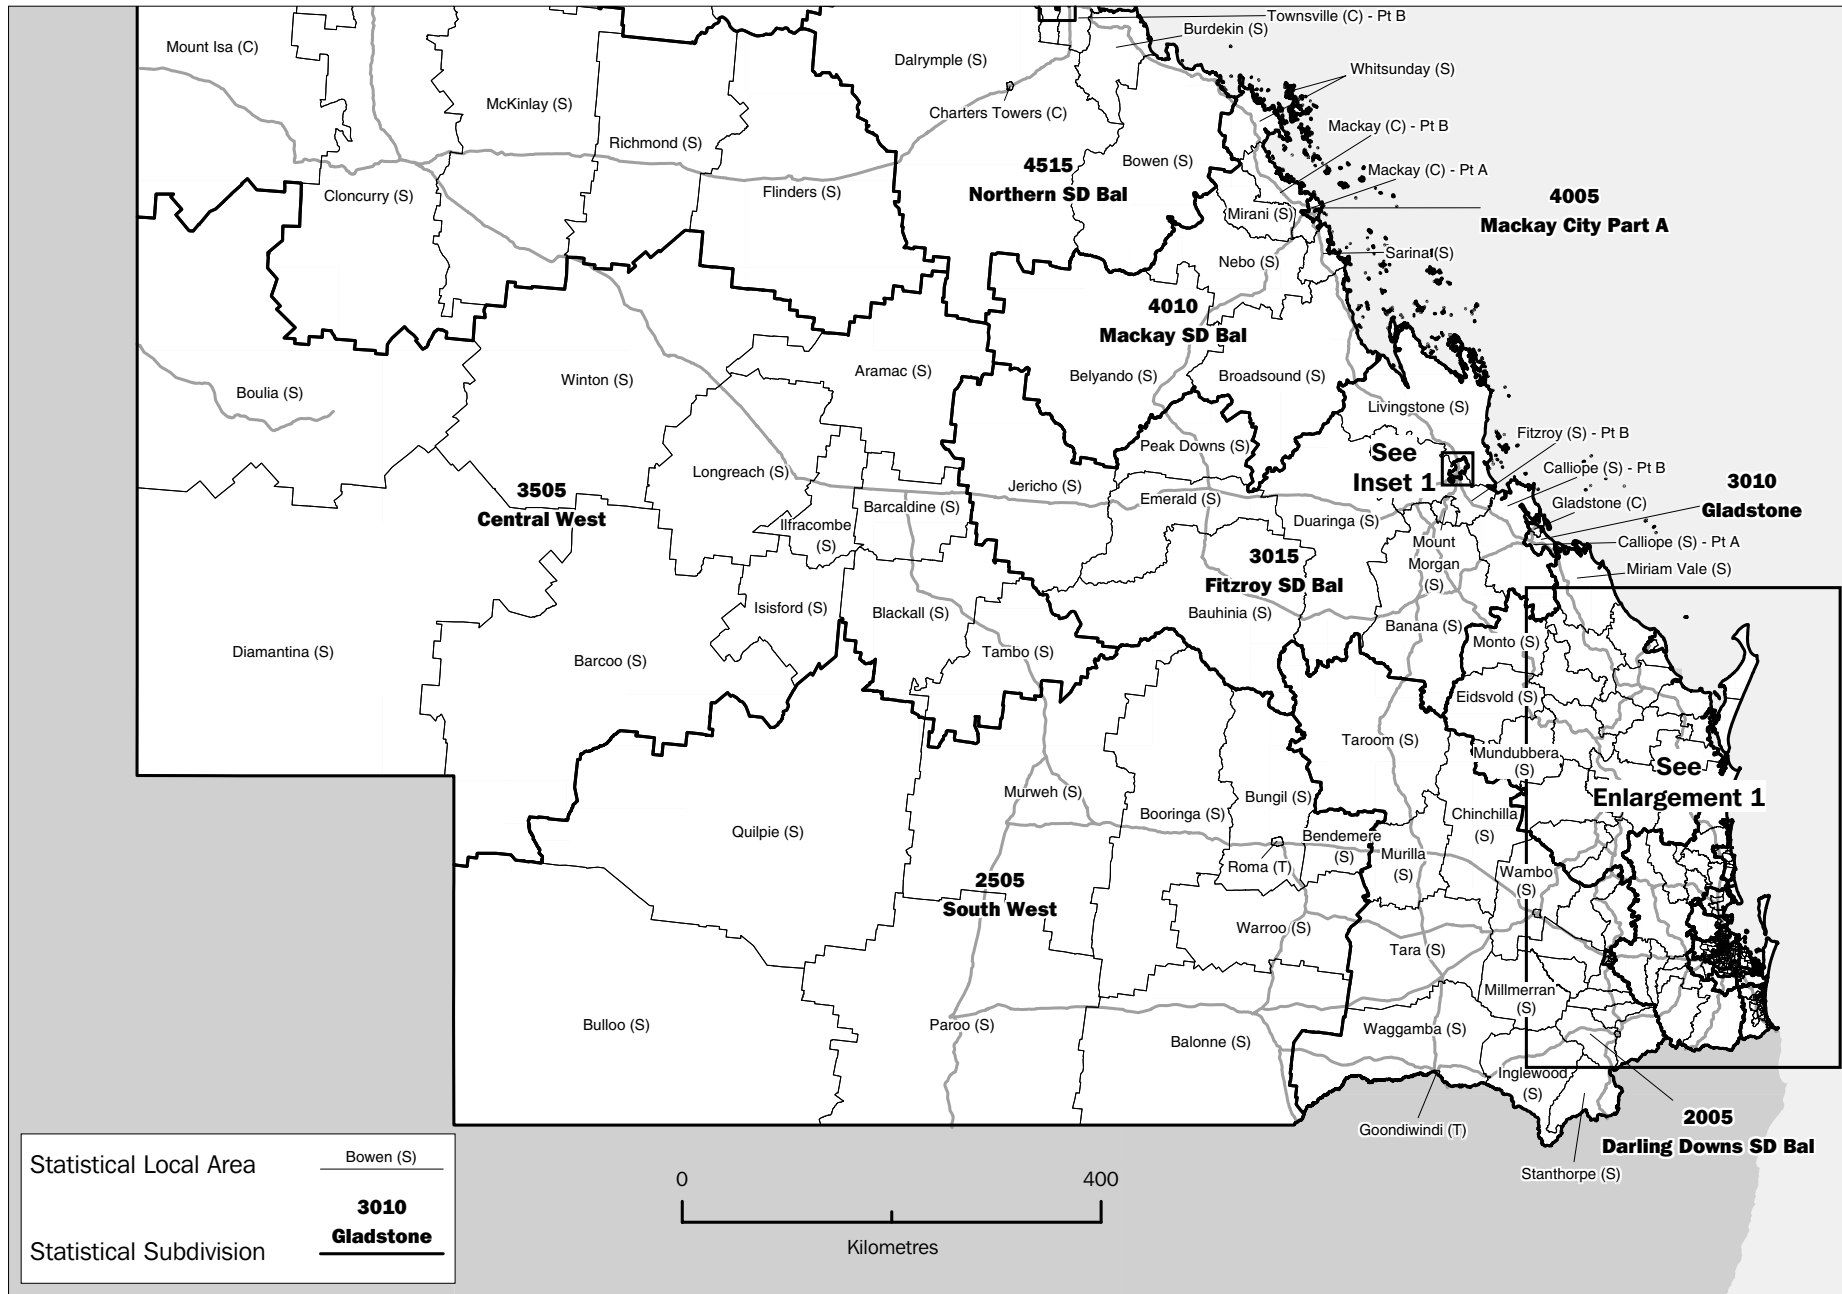 Townsville (C) - Pt B
Burdekin (S)
Mount Isa (C)
Dalrymple (S)
Whitsunday (S)
McKinlay (S)
Charters Towers (C)
Mackay (C) - Pt B
Richmond (S)
4515
Northern SD Bal
Bowen (S)
Mackay (C) - Pt A
Cloncurry (S)
Flinders (S)
Mirani (S)
4005
Mackay City Part A
Nebo (S)
Sarina (S)
4010
Mackay SD Bal
Boulia (S)
Winton (S)
Aramac (S)
Belyando (S)
Broadsound (S)
Livingstone (S)
Peak Downs (S)
See
Inset 1
Fitzroy (S) - Pt B
Longreach (S)
Calliope (S) - Pt B
3505
Central West
Jericho (S)
Emerald (S)
3010
Gladstone
Barcaldine (S)
Gladstone (C)
Ilfracombe
(S)
Duaringa (S)
Mount
Morgan
(S)
Calliope (S) - Pt A
3015
Fitzroy SD Bal
Miriam Vale (S)
Isisford (S)
Blackall (S)
Bauhinia (S)
Banana (S)
Diamantina (S)
Barcoo (S)
Tambo (S)
Monto (S)
Eidsvold (S)
Taroom (S)
Mundubbera
(S)
See
Enlargement 1
Murweh (S)
Bungil (S)
Quilpie (S)
Booringa (S)
Chinchilla
(S)
Bendemere
(S)
Roma (T)
Murilla
(S)
Wambo
(S)
2505
South West
Warroo (S)
Tara (S)
Millmerran
(S)
Bulloo (S)
Paroo (S)
Balonne (S)
Waggamba (S)
Inglewood
(S)
Goondiwindi (T)
2005
Darling Downs SD Bal
Stanthorpe (S)
Statistical Local Area
Bowen (S)
3010
Gladstone
Statistical Subdivision
0 400
Kilometres